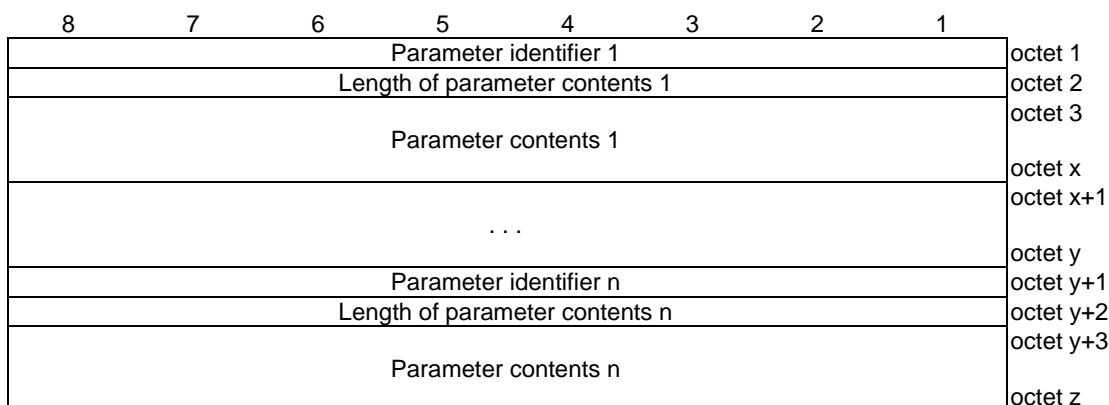 8 7 6 5 4 3 2 1
Parameter identifier 1 octet 1
Length of parameter contents 1 octet 2
octet 3
Parameter contents 1
octet x
octet x+1
. . .
octet y
Parameter identifier n octet y+1
Length of parameter contents n octet y+2
octet y+3
Parameter contents n
octet z